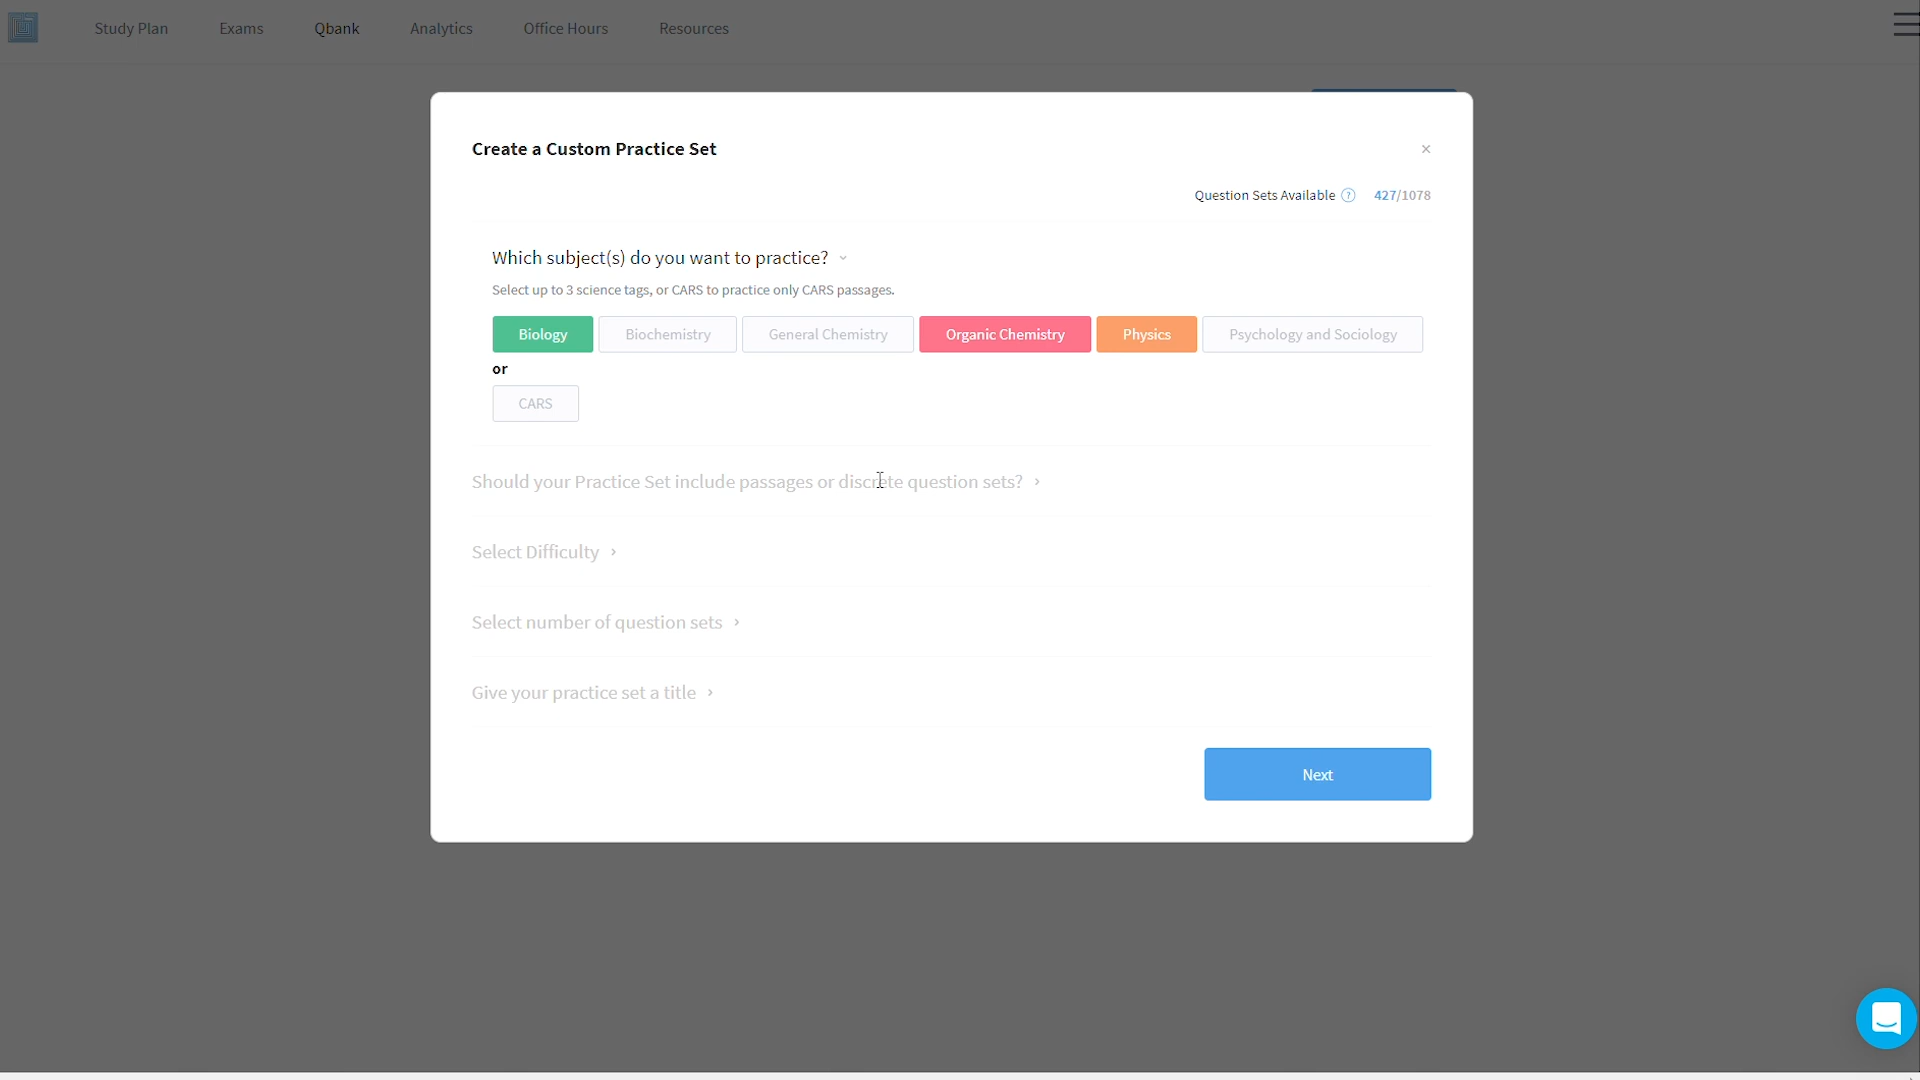 Study Plan
Exams
Qbank
Analytics
Office Hours
Resources
Create a Custom Practice Set
Question Sets Available ? 427/1078
Which subject(s) do you want to practice?
Select up to 3 science tags, or CARS to practice only CARS passages.
Biology
Biochemistry
General Chemistry
Organic Chemistry
Physics
Psychology and Sociology
or
CARS
Should your Practice Set include passages or discrete question sets?
Select Difficulty
Select number of question sets
Give your practice set a title
Next